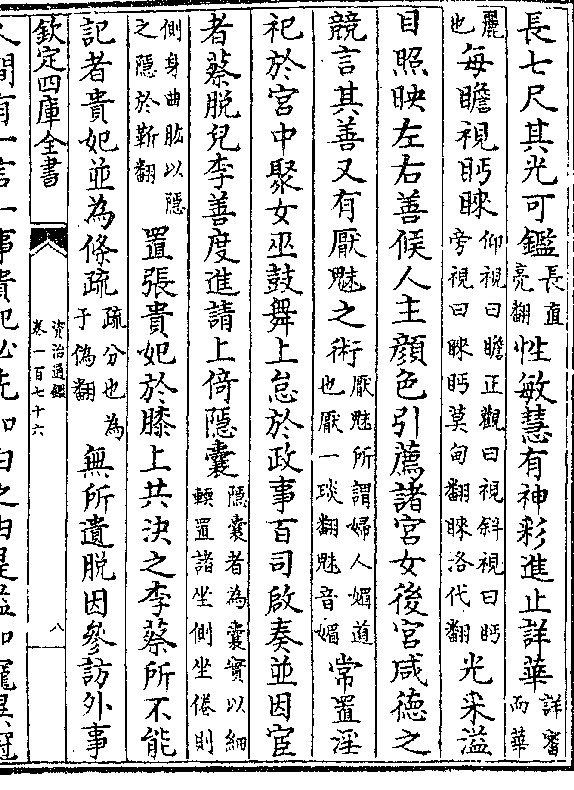 長七尺其光可鑑長直亮翻性敏慧有神彩進止詳華詳審而華
麗也每瞻視眄睞仰視曰瞻正觀曰視斜視曰眄旁視曰睞眄莫甸翻睞洛代翻光采溢
目照映左右善候人主顏色引薦諸宮女後宮咸德之
競言其善又有厭魅之術厭魅所謂婦人媚道也厭一琰翻魅音媚常置淫
祀於宮中聚女巫鼓舞上怠於政事百司啟奏並因宦
者蔡脱兒李善度進請上倚隱囊隱囊者為囊實以細輭置諸坐側坐倦則
側身曲肱以隱之隱於靳翻置張貴妃於膝上共決之李蔡所不能
記者貴妃並為條疏疏分也為于偽翻無所遺脱因參訪外事
欽定四庫全書
資治通鑑
卷一百七十六
八
人間有一言一事貴妃必先知白之由是益加寵異冠